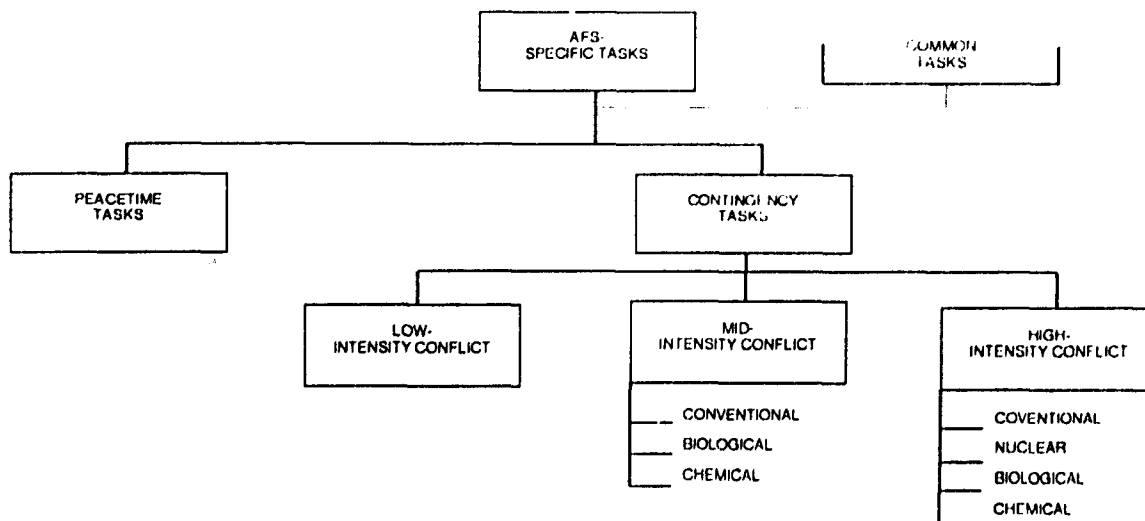 AFS-
SPECIFIC TASKS
COMMON
TASKS
PEACETIME
TASKS
CONTINGENCY
TASKS
LOW-
INTENSITY CONFLICT
MID-
INTENSITY CONFLICT
HIGH-
INTENSITY CONFLICT
CONVENTIONAL
BIOLOGICAL
CHEMICAL
COVENTIONAL
NUCLEAR
BIOLOGICAL
CHEMICAL